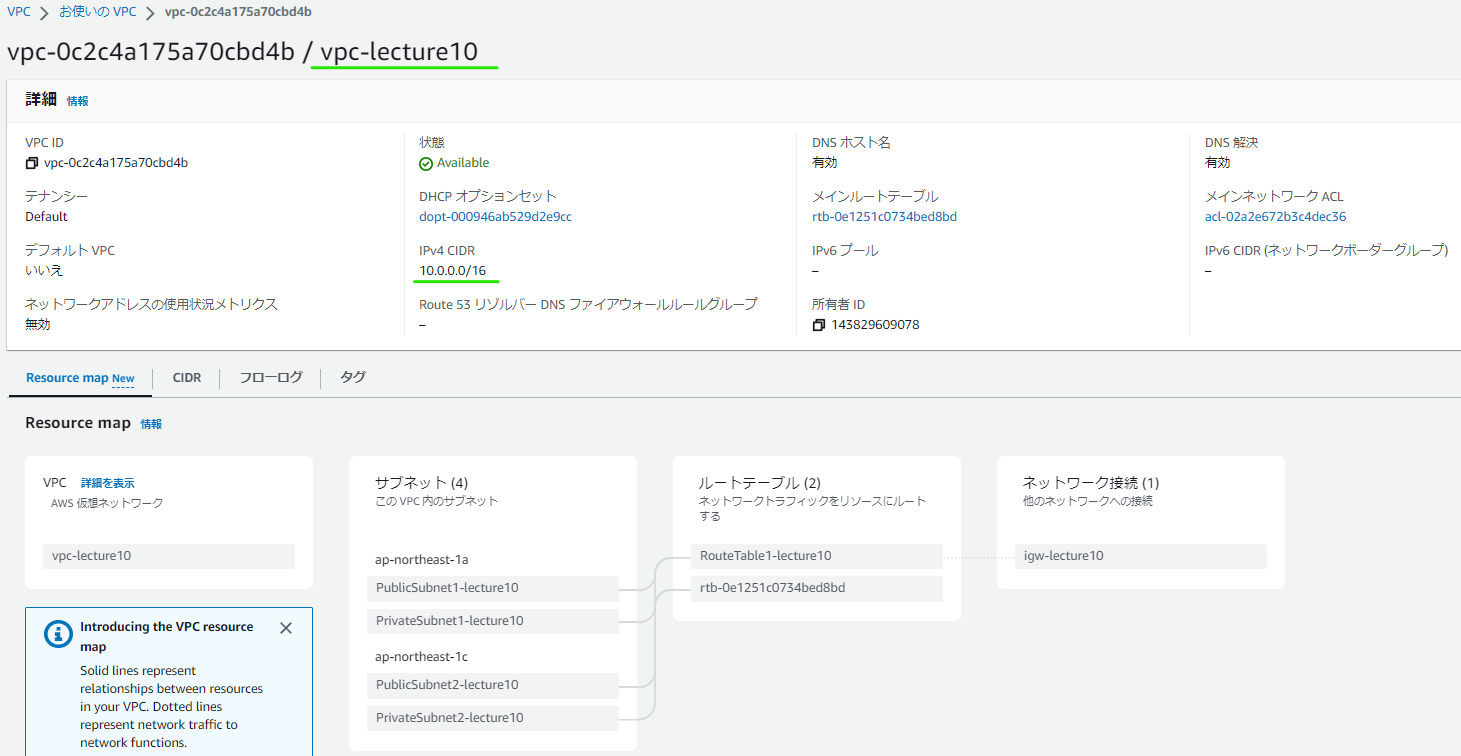 VPC > お使いの VPC > vpc-0c2c4a175a70cbd4b
vpc-0c2c4a175a70cbd4b / vpc-lecture10
詳細 情報
VPC ID
vpc-0c2c4a175a70cbd4b
状態
Available
DNS ホスト名
有効
DNS 解決
有効
テナンシー
Default
DHCP オプションセット
dopt-000946ab529d2e9cc
メインルートテーブル
rtb-0e1251c0734bed8bd
メインネットワーク ACL
acl-02a2e672b3c4dec36
デフォルト VPC
いいえ
IPv4 CIDR
10.0.0.0/16
IPv6 プール
–
IPv6 CIDR (ネットワークボーダーグループ)
–
ネットワークアドレスの使用状況メトリクス
無効
Route 53 リゾルバー DNS ファイアウォールルールグループ
–
所有者 ID
143829609078
Resource map New
CIDR
フローログ
タグ
Resource map 情報
VPC 詳細を表示
AWS 仮想ネットワーク
vpc-lecture10
サブネット (4)
この VPC 内のサブネット
ap-northeast-1a
PublicSubnet1-lecture10
PrivateSubnet1-lecture10
ap-northeast-1c
PublicSubnet2-lecture10
PrivateSubnet2-lecture10
ルートテーブル (2)
ネットワークトラフィックをリソースにルート
する
RouteTable1-lecture10
rtb-0e1251c0734bed8bd
ネットワーク接続 (1)
他のネットワークへの接続
igw-lecture10
Introducing the VPC resource
map
Solid lines represent
relationships between resources
in your VPC. Dotted lines
represent network traffic to
network functions.